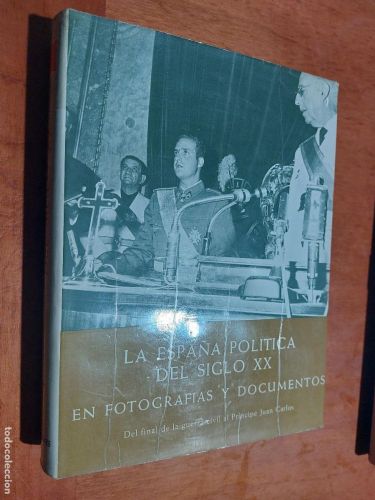 LA ESPAÑA POLITICA
DEL SIGLO XX
EN FOTOGRAFIAS Y DOCUMENTOS
Del final de la guerra civil al Príncipe Juan Carlos
todocoleccion